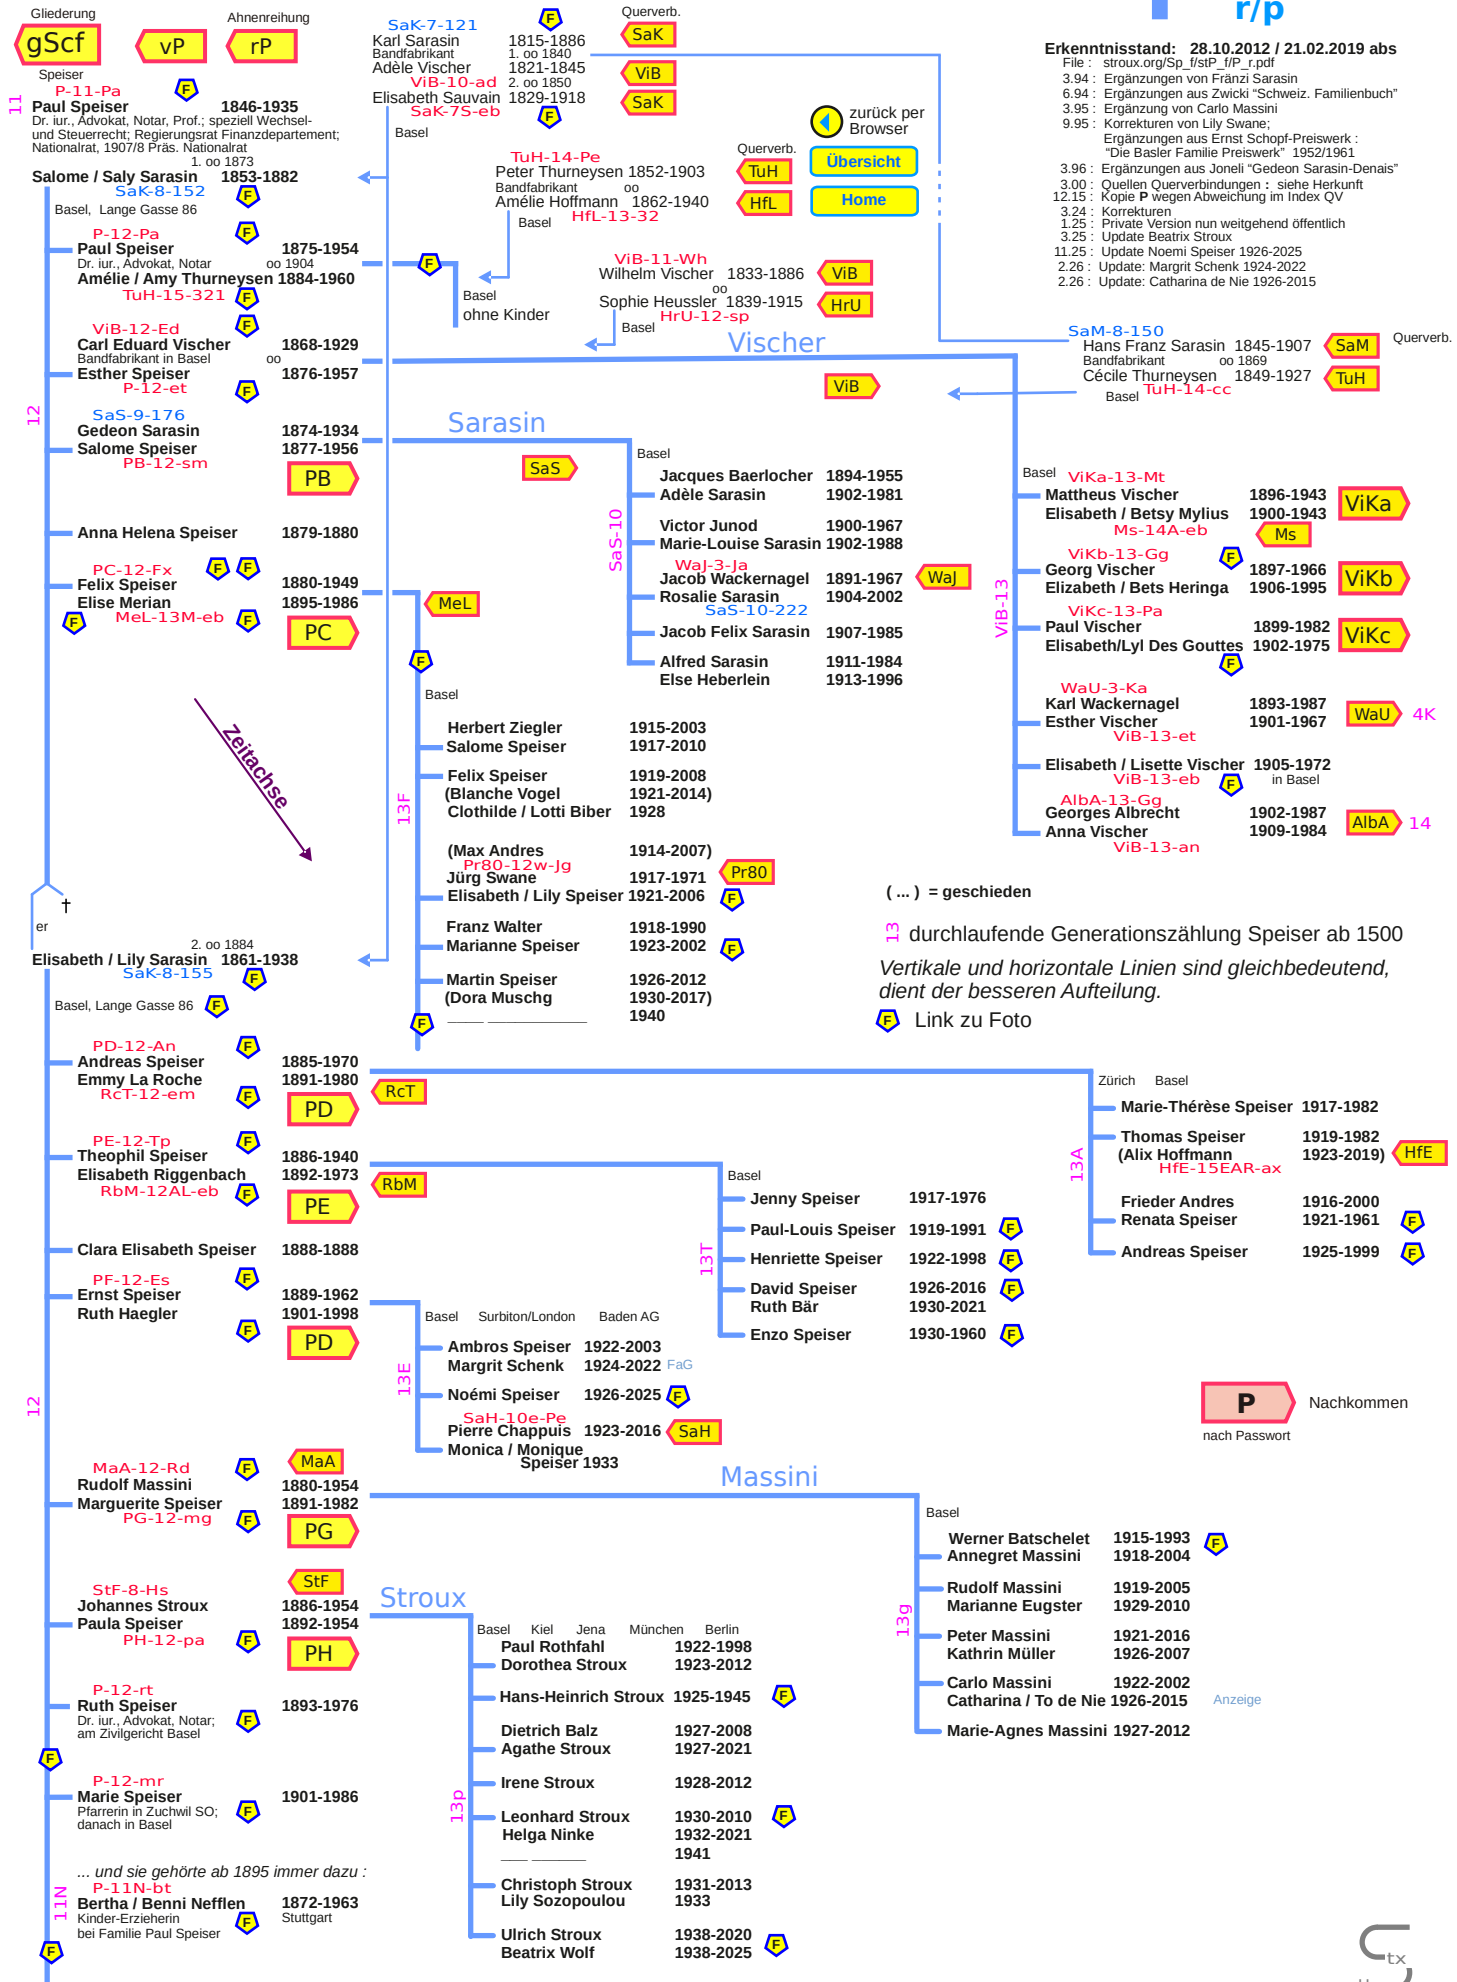 Gliederung
gScf
Speiser
vP
Ahnenreihung
rP
P-11-Pa
F
11
Paul Speiser 1846-1935
Dr. iur., Advokat, Notar, Prof.; speziell Wechsel-
und Steuerrecht; Regierungsrat Finanzdepartement;
Nationalrat, 1907/8 Präs. Nationalrat
1. oo 1873
Salome / Saly Sarasin 1853-1882
SaK-8-152
F
Basel, Lange Gasse 86
SaK-7-121
F
Querverb.
Karl Sarasin 1815-1886
SaK
Bandfabrikant 1. oo 1840
Adèle Vischer 1821-1845
ViB
ViB-10-ad 2. oo 1850
Elisabeth Sauvain 1829-1918
SaK
SaK-7S-eb
F
Basel
TuH-14-Pe
Querverb.
Peter Thurneysen 1852-1903
TuH
Bandfabrikant oo
Amélie Hoffmann 1862-1940
HfL
Basel HfL-13-32
zurück per
Browser
Übersicht
Home
r/p
Erkenntnisstand: 28.10.2012 / 21.02.2019 abs
File : stroux.org/Sp_f/stP_f/P_r.pdf
3.94 : Ergänzungen von Fränzi Sarasin
6.94 : Ergänzungen aus Zwicki “Schweiz. Familienbuch”
3.95 : Ergänzung von Carlo Massini
9.95 : Korrekturen von Lily Swane;
Ergänzungen aus Ernst Schopf-Preiswerk :
“Die Basler Familie Preiswerk” 1952/1961
3.96 : Ergänzungen aus Joneli “Gedeon Sarasin-Denais”
3.00 : Quellen Querverbindungen : siehe Herkunft
12.15 : Kopie P wegen Abweichung im Index QV
3.24 : Korrekturen
1.25 : Private Version nun weitgehend öffentlich
3.25 : Update Beatrix Stroux
11.25 : Update Noemi Speiser 1926-2025
2.26 : Update: Margrit Schenk 1924-2022
2.26 : Update: Catharina de Nie 1926-2015
ViB-11-Wh
Wilhelm Vischer 1833-1886
ViB
oo
Sophie Heussler 1839-1915
HrU
HrU-12-sp
Basel
SaM-8-150
Hans Franz Sarasin 1845-1907
SaM
Querverb.
Bandfabrikant oo 1869
Cécile Thurneysen 1849-1927
TuH
Basel TuH-14-cc
12
P-12-Pa
F
Paul Speiser 1875-1954
Dr. iur., Advokat, Notar oo 1904
Amélie / Amy Thurneysen 1884-1960
TuH-15-321
F
F
Basel
ohne Kinder
ViB-12-Ed
F
Carl Eduard Vischer 1868-1929
Bandfabrikant in Basel oo
Esther Speiser 1876-1957
P-12-et
F
Vischer
ViB
SaS-9-176
Gedeon Sarasin 1874-1934
Salome Speiser 1877-1956
PB-12-sm
PB
Sarasin
SaS
Anna Helena Speiser 1879-1880
PC-12-Fx
F
F
Felix Speiser 1880-1949
Elise Merian 1895-1986
F
MeL-13M-eb
F
PC
MeL
Zeitachse
SaS-10
Basel
Jacques Baerlocher 1894-1955
Adèle Sarasin 1902-1981
Victor Junod 1900-1967
Marie-Louise Sarasin 1902-1988
WaJ-3-Ja
Jacob Wackernagel 1891-1967
WaJ
Rosalie Sarasin 1904-2002
SaS-10-222
Jacob Felix Sarasin 1907-1985
Alfred Sarasin 1911-1984
Else Heberlein 1913-1996
ViB-13
Basel ViKa-13-Mt
Mattheus Vischer 1896-1943
ViKa
Elisabeth / Betsy Mylius 1900-1943
Ms-14A-eb
Ms
ViKb-13-Gg
F
Georg Vischer 1897-1966
ViKb
Elizabeth / Bets Heringa 1906-1995
ViKc-13-Pa
Paul Vischer 1899-1982
ViKc
Elisabeth/Lyl Des Gouttes 1902-1975
F
WaU-3-Ka
Karl Wackernagel 1893-1987
WaU 4K
Esther Vischer 1901-1967
ViB-13-et
Elisabeth / Lisette Vischer 1905-1972
ViB-13-eb
F
in Basel
AlbA-13-Gg
Georges Albrecht 1902-1987
AlbA 14
Anna Vischer 1909-1984
ViB-13-an
F
13F
Basel
Herbert Ziegler 1915-2003
Salome Speiser 1917-2010
Felix Speiser 1919-2008
(Blanche Vogel 1921-2014)
Clothilde / Lotti Biber 1928
(Max Andres 1914-2007)
Pr80-12w-Jg
Pr80
Jürg Swane 1917-1971
Elisabeth / Lily Speiser 1921-2006
F
Franz Walter 1918-1990
Marianne Speiser 1923-2002
F
Martin Speiser 1926-2012
(Dora Muschg 1930-2017)
F
_____ ______________ 1940
( ... ) = geschieden
13 durchlaufende Generationszählung Speiser ab 1500
Vertikale und horizontale Linien sind gleichbedeutend,
dient der besseren Aufteilung.
F
Link zu Foto
†
er
2. oo 1884
Elisabeth / Lily Sarasin 1861-1938
SaK-8-155
F
Basel, Lange Gasse 86
F
12
PD-12-An
F
Andreas Speiser 1885-1970
Emmy La Roche 1891-1980
RcT-12-em
F
PD
RcT
13A
Zürich Basel
Marie-Thérèse Speiser 1917-1982
Thomas Speiser 1919-1982
(Alix Hoffmann 1923-2019)
HfE
HfE-15EAR-ax
Frieder Andres 1916-2000
Renata Speiser 1921-1961
F
Andreas Speiser 1925-1999
F
PE-12-Tp
F
Theophil Speiser 1886-1940
Elisabeth Riggenbach 1892-1973
RbM-12AL-eb
F
PE
RbM
13T
Basel
Jenny Speiser 1917-1976
Paul-Louis Speiser 1919-1991
F
Henriette Speiser 1922-1998
F
David Speiser 1926-2016
F
Ruth Bär 1930-2021
Enzo Speiser 1930-1960
F
Clara Elisabeth Speiser 1888-1888
PF-12-Es
F
Ernst Speiser 1889-1962
Ruth Haegler 1901-1998
F
PD
13E
Basel Surbiton/London Baden AG
Ambros Speiser 1922-2003
Margrit Schenk 1924-2022 FaG
Noémi Speiser 1926-2025
F
SaH-10e-Pe
Pierre Chappuis 1923-2016
SaH
Monica / Monique
Speiser 1933
P
Nachkommen
nach Passwort
MaA-12-Rd
F
MaA
Rudolf Massini 1880-1954
Marguerite Speiser 1891-1982
PG-12-mg
F
PG
Massini
13g
Basel
Werner Batschelet 1915-1993
F
Annegret Massini 1918-2004
Rudolf Massini 1919-2005
Marianne Eugster 1929-2010
Peter Massini 1921-2016
Kathrin Müller 1926-2007
Carlo Massini 1922-2002
Catharina / To de Nie 1926-2015 Anzeige
Marie-Agnes Massini 1927-2012
StF-8-Hs
StF
Johannes Stroux 1886-1954
Paula Speiser 1892-1954
PH-12-pa
F
PH
Stroux
13p
Basel Kiel Jena München Berlin
Paul Rothfahl 1922-1998
Dorothea Stroux 1923-2012
Hans-Heinrich Stroux 1925-1945
F
Dietrich Balz 1927-2008
Agathe Stroux 1927-2021
Irene Stroux 1928-2012
Leonhard Stroux 1930-2010
F
Helga Ninke 1932-2021
___ ______ 1941
Christoph Stroux 1931-2013
Lily Sozopoulou 1933
Ulrich Stroux 1938-2020
F
Beatrix Wolf 1938-2025
P-12-rt
Ruth Speiser 1893-1976
Dr. iur., Advokat, Notar;
am Zivilgericht Basel
F
F
P-12-mr
Marie Speiser 1901-1986
Pfarrerin in Zuchwil SO;
danach in Basel
F
... und sie gehörte ab 1895 immer dazu :
11N
P-11N-bt
Bertha / Benni Nefflen 1872-1963
Kinder-Erzieherin
F
Stuttgart
bei Familie Paul Speiser
F
tx